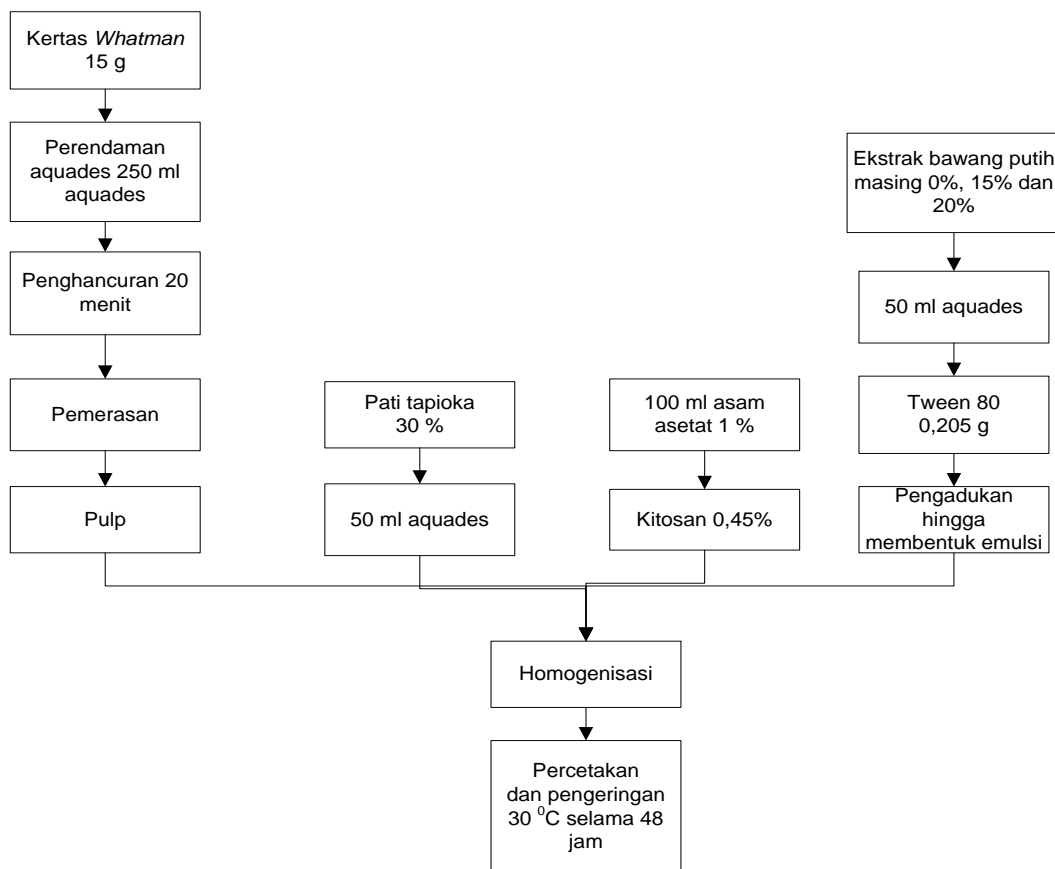 Kertas Whatman
15 g
Perendaman
aquades 250 ml
aquades
Penghancuran 20
menit
Pemerasan
Pulp
Pati tapioka
30 %
50 ml aquades
100 ml asam
asetat 1 %
Kitosan 0,45%
Ekstrak bawang putih
masing 0%, 15% dan
20%
50 ml aquades
Tween 80
0,205 g
Pengadukan
hingga
membentuk emulsi
Homogenisasi
Percetakan
dan pengeringan
30 ⁰C selama 48
jam